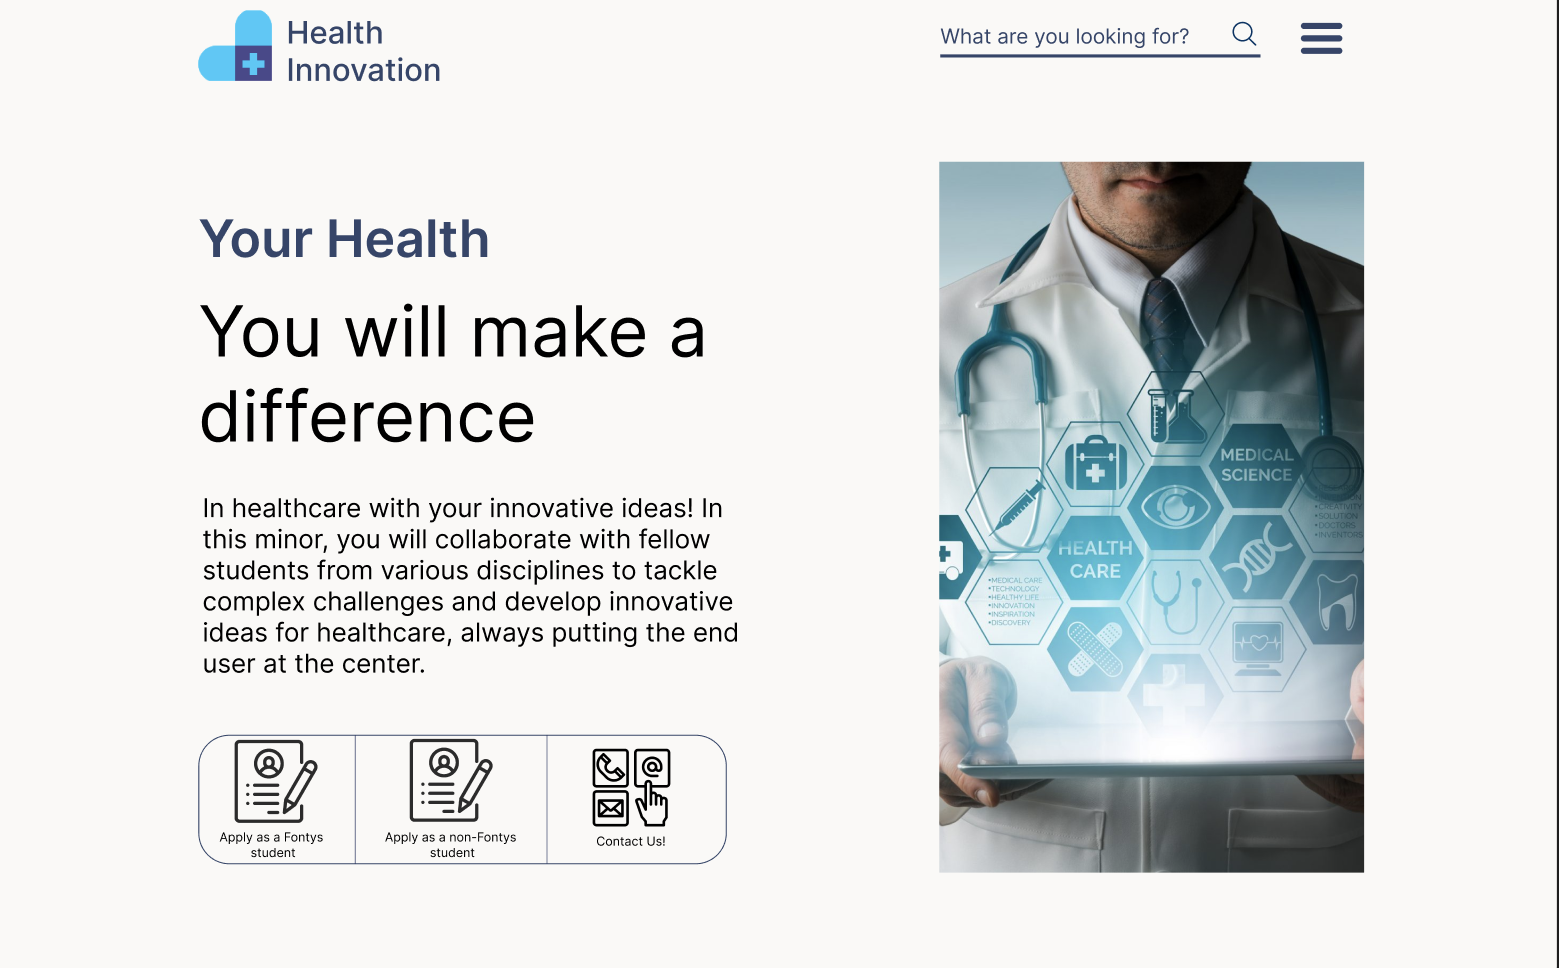 Health
Innovation
What are you looking for?
Your Health
You will make a
difference
In healthcare with your innovative ideas! In
this minor, you will collaborate with fellow
students from various disciplines to tackle
complex challenges and develop innovative
ideas for healthcare, always putting the end
user at the center.
Apply as a Fontys
student
Apply as a non-Fontys
student
Contact Us!
MEDICAL
SCIENCE
•CREATIVITY
•SOLUTION
•DOCTORS
•INVENTORS
HEALTH
CARE
•MEDICAL CARE
•TECHNOLOGY
•HEALTHY LIFE
•INNOVATION
•INSPIRATION
•DISCOVERY